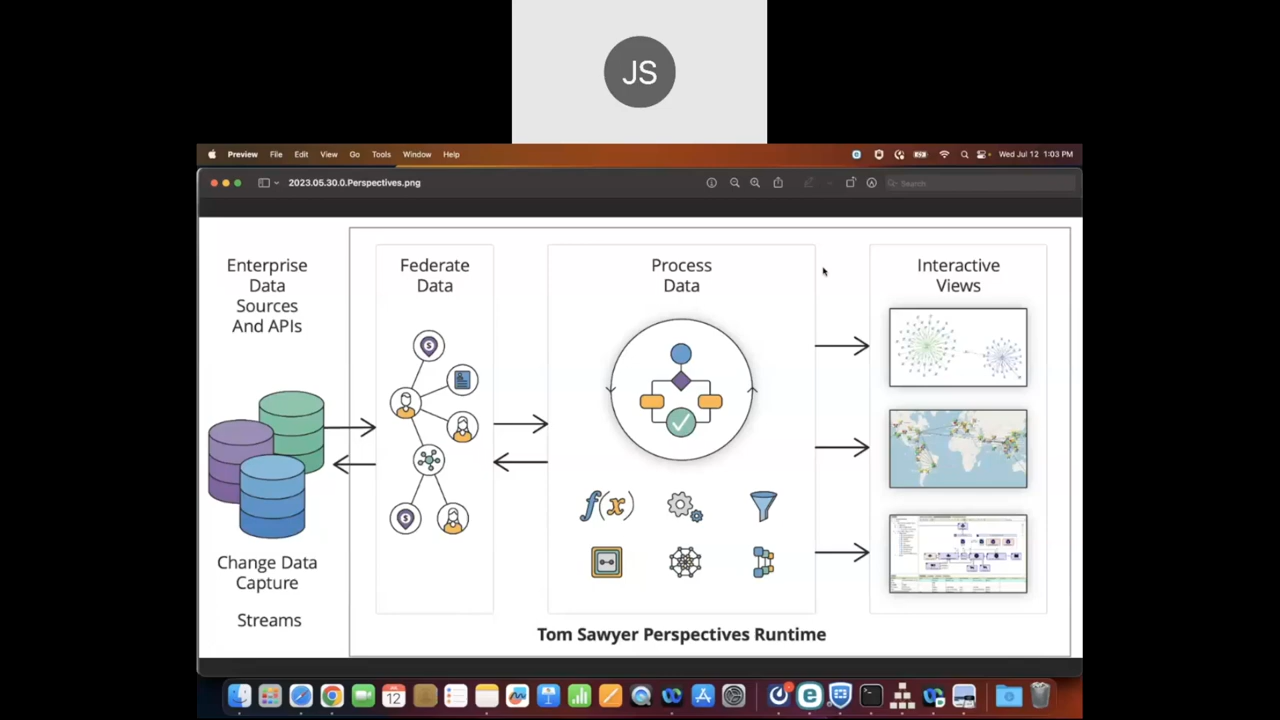 JS
Preview File Edit View Go Tools Window Help
Wed Jul 12 1:03 PM
2023.05.30.0.Perspectives.png
Search
Enterprise
Data
Sources
And APIs
Federate
Data
Process
Data
Interactive
Views
$
$
f(x)
Change Data
Capture
Streams
Tom Sawyer Perspectives Runtime
12